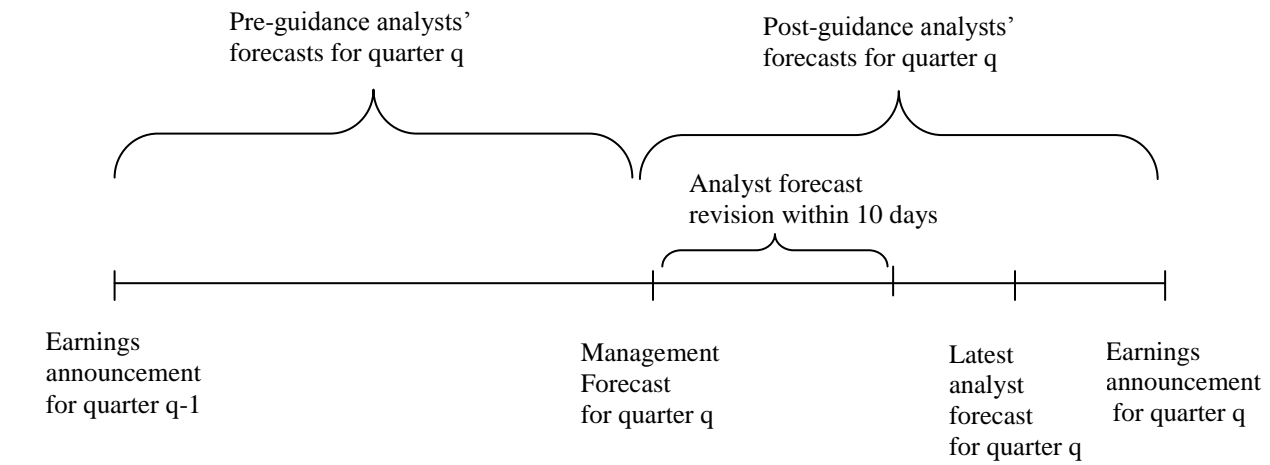 Pre-guidance analysts’
forecasts for quarter q
Post-guidance analysts’
forecasts for quarter q
Analyst forecast
revision within 10 days
Earnings
announcement
for quarter q-1
Management
Forecast
for quarter q
Latest
analyst
forecast
for quarter q
Earnings
announcement
for quarter q